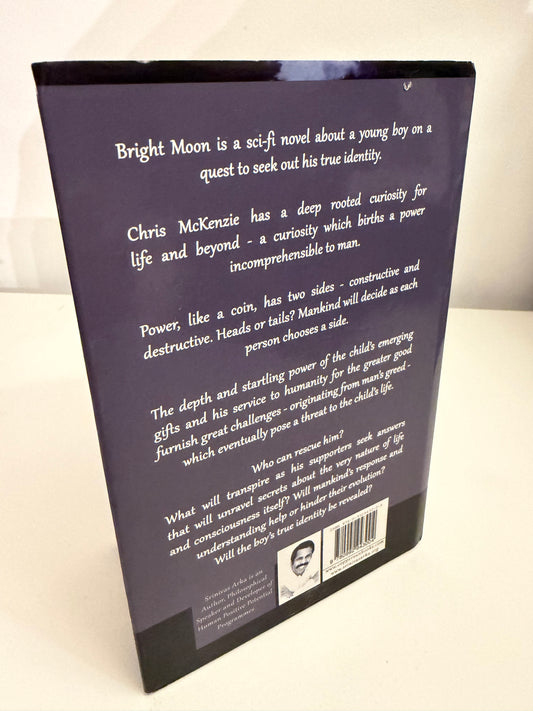 Bright Moon is a sci-fi novel about a young boy on a
quest to seek out his true identity.
Chris McKenzie has a deep rooted curiosity for
life and beyond - a curiosity which births a power
incomprehensible to man.
Power, like a coin, has two sides - constructive and
destructive. Heads or tails? Mankind will decide as each
person chooses a side.
The depth and startling power of the child's emerging
gifts and his service to humanity for the greater good
furnish great challenges - originating from man's greed -
which eventually pose a threat to the child's life.
Who can rescue him?
What will transpire as his supporters seek answers
that will unravel secrets about the very nature of life
and consciousness itself? Will mankind's response and
understanding help or hinder their evolution?
Will the boy's true identity be revealed?
Srinivas Arka is an
Author, Philosophical
Speaker and Developer of
Human Positive Potential
Programmes.